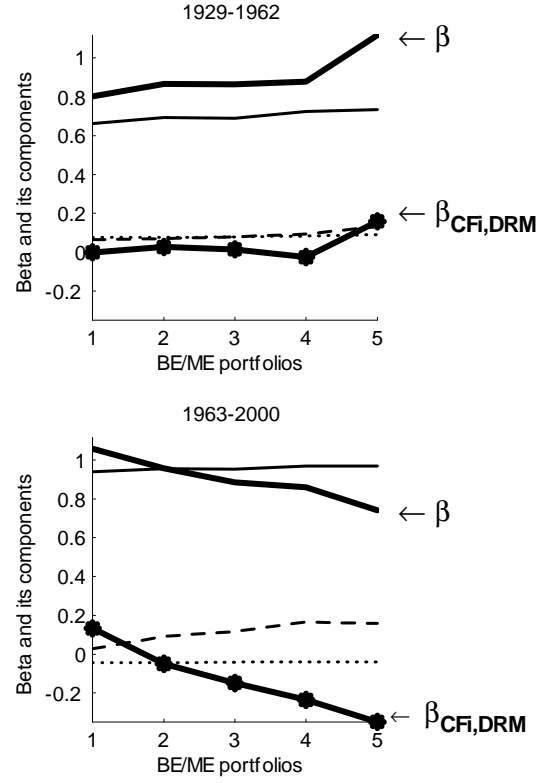 1929-1962
Beta and its components
1
0.8
0.6
0.4
0.2
0
-0.2
← β
← β CFi,DRM
1 2 3 4 5
BE/ME portfolios
1963-2000
Beta and its components
1
0.8
0.6
0.4
0.2
0
-0.2
← β
← β CFi,DRM
1 2 3 4 5
BE/ME portfolios